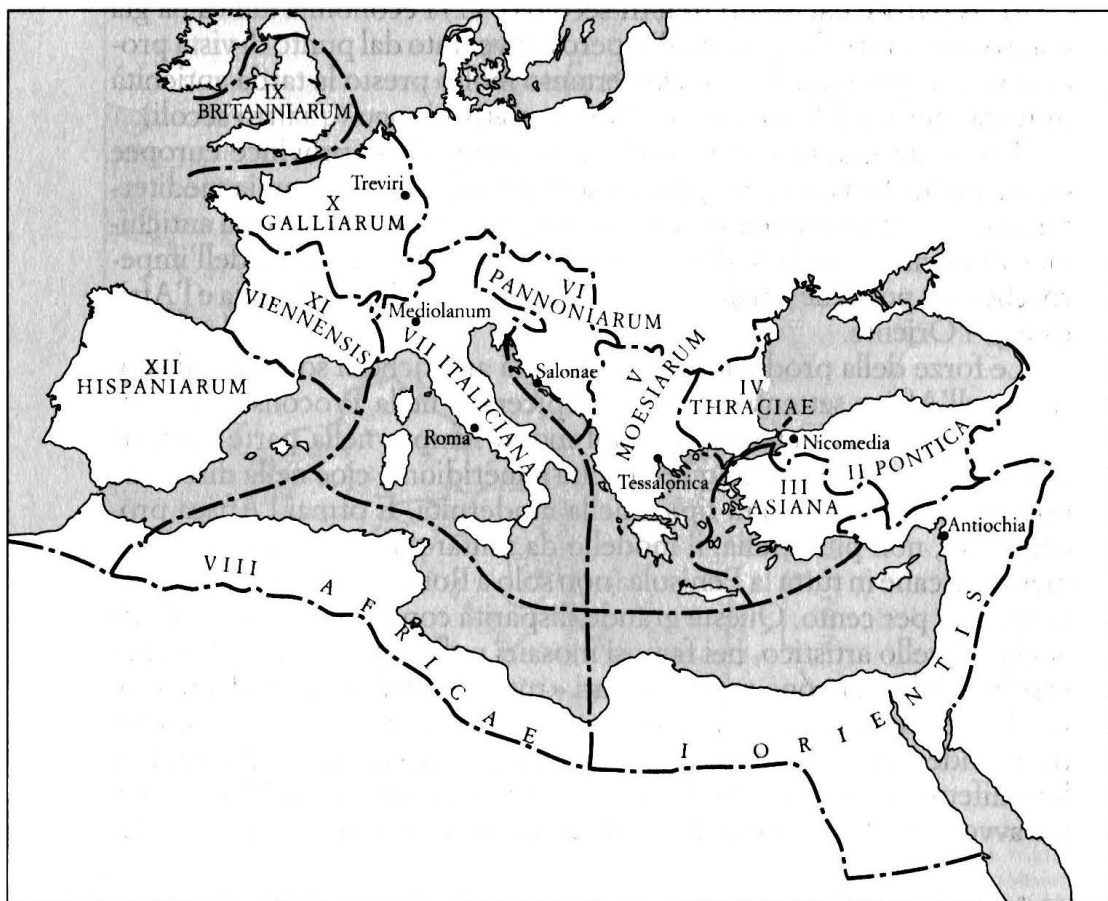 IX
BRITANNIARUM
Treviri
X
GALLIARUM
XI
VIENNENSIS
Mediolanum
VII ITALICIANA
VI
PANNONIARUM
Salonae
V
MOESIARUM
IV
THRACIAE
XII
HISPANIARUM
Roma
Tessalonica
Nicomedia
II PONTICA
III
ASIANA
Antiochia
VIII AFRICAE
I ORIENTIS